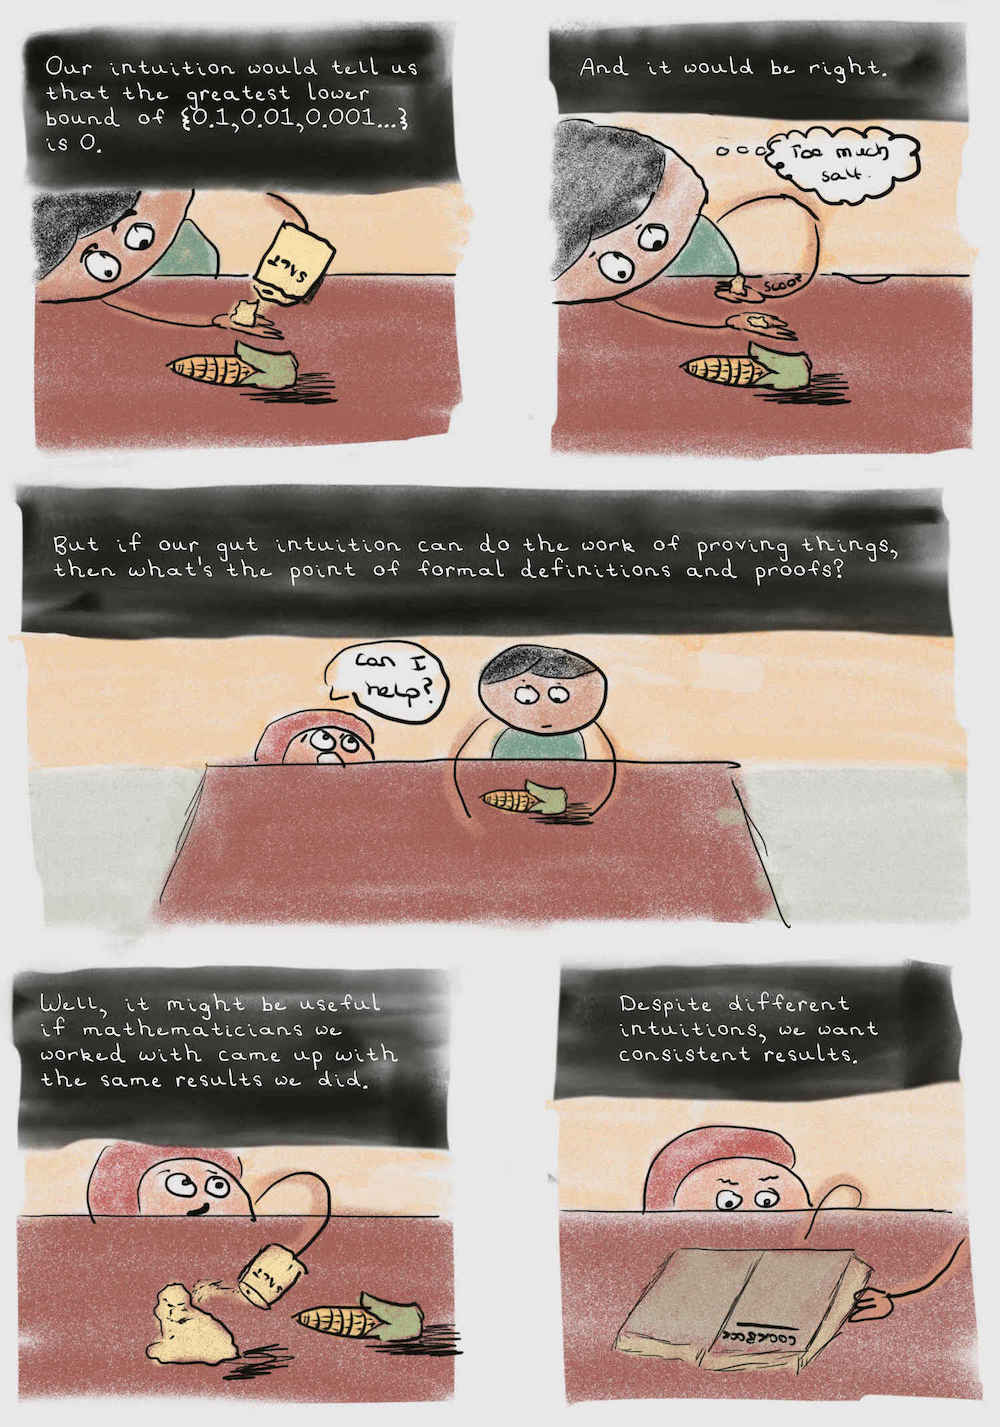 Our intuition would tell us
that the greatest lower
bound of {0.1,0.01,0.001...}
is 0.
SALT
And it would be right.
Too much
salt.
SCOOP
But if our gut intuition can do the work of proving things,
then what's the point of formal definitions and proofs?
can I
help?
Well, it might be useful
if mathematicians we
worked with came up with
the same results we did.
SALT
Despite different
intuitions, we want
consistent results.
COOKBOOK